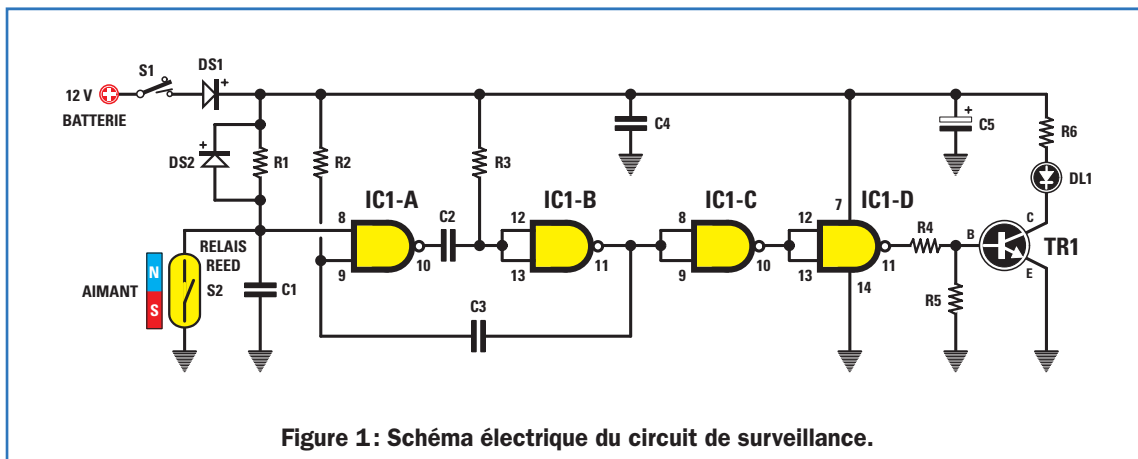 S1
DS1
12 V
BATTERIE
DS2
R1
R2
R3
C4
C5
+
R6
DL1
IC1-A
IC1-B
IC1-C
IC1-D
8
9
10
C2
12
13
11
8
9
10
12
13
7
11
14
R4
R5
B
C
E
TR1
RELAIS
REED
S2
AIMANT
N
S
C1
C3
+
+
Figure 1: Schéma électrique du circuit de surveillance.